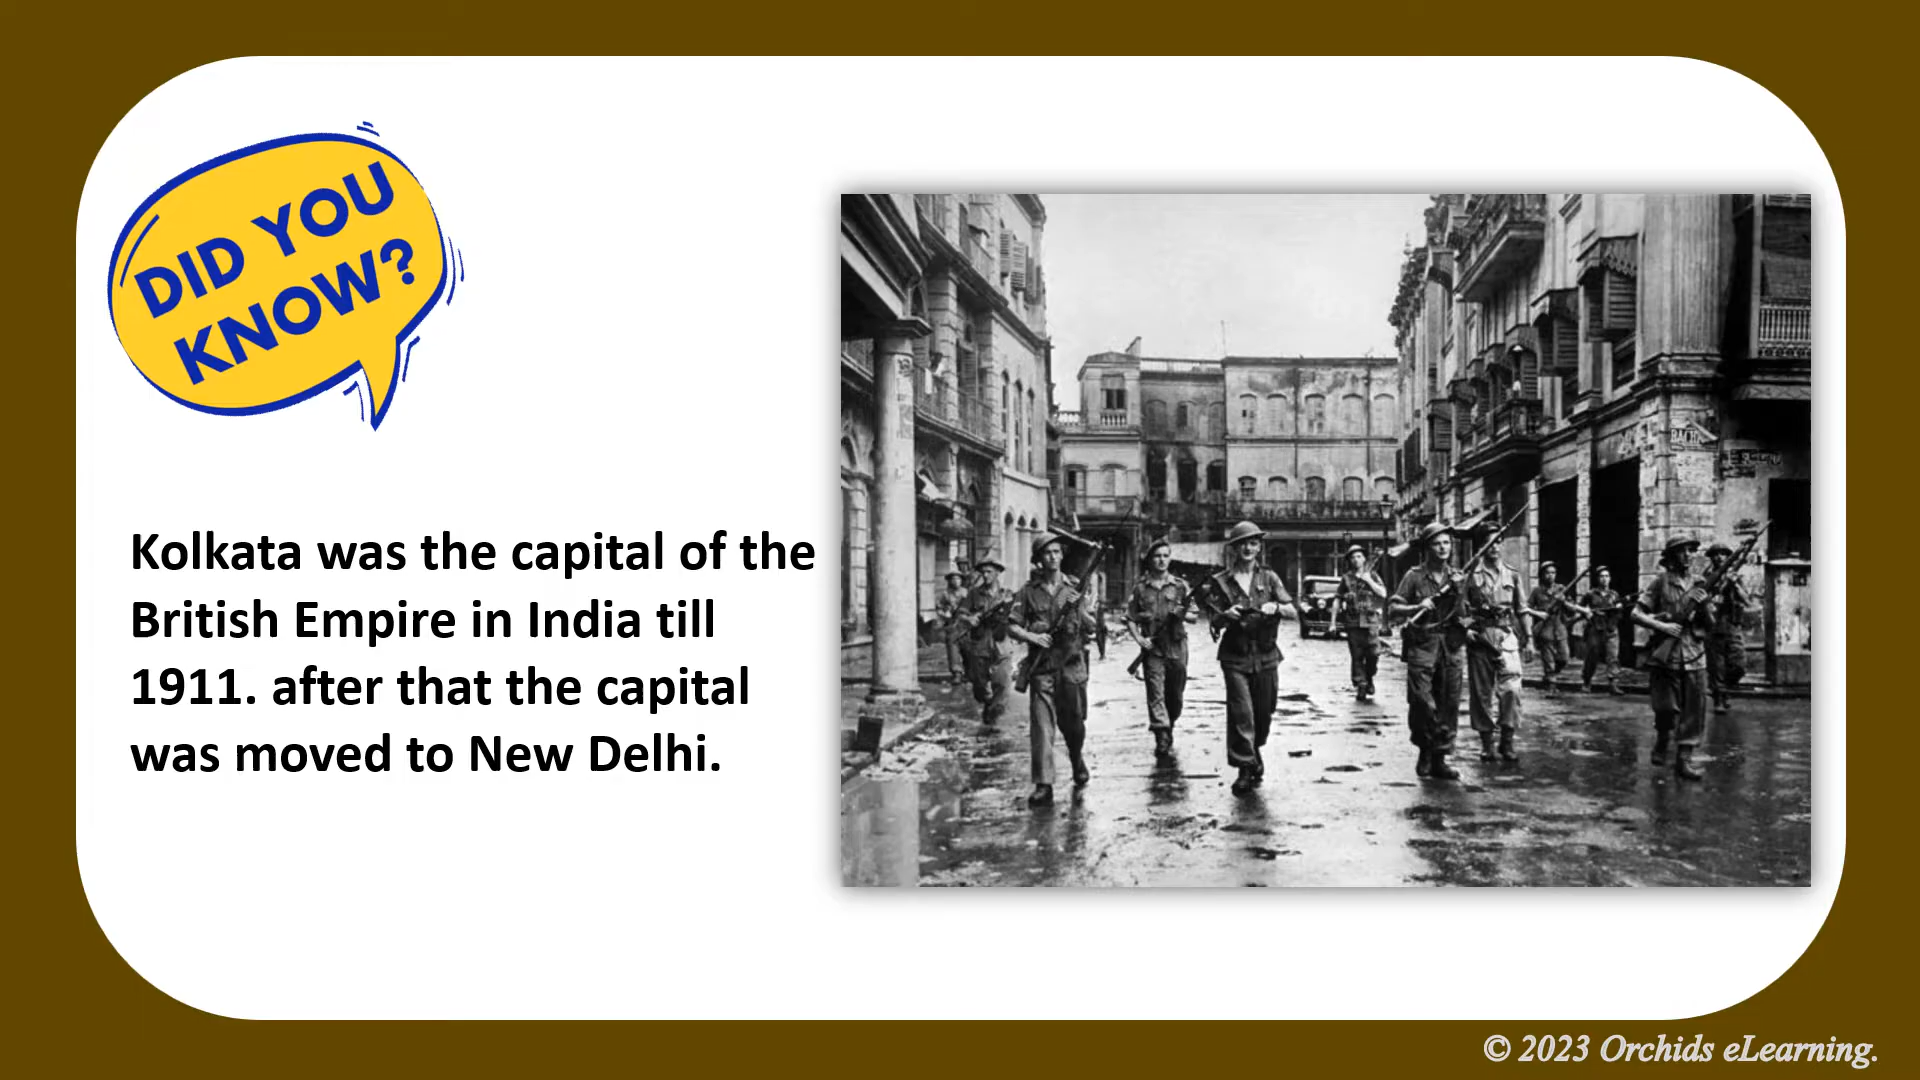 DID YOU
KNOW?
Kolkata was the capital of the
British Empire in India till
1911. after that the capital
was moved to New Delhi.
© 2023 Orchids eLearning.